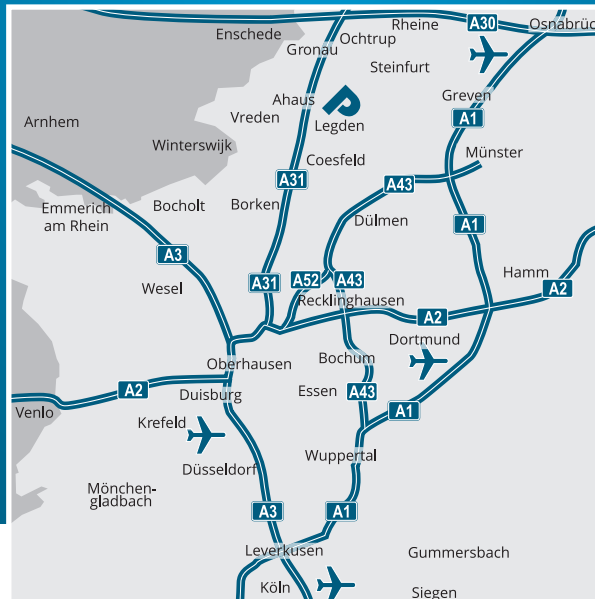 Rheine
A30
Osnabrüc
Enschede
Ochtrup
Gronau
Steinfurt
Greven
Ahaus
Vreden
Legden
A1
Arnhem
Winterswijk
Coesfeld
Münster
A31
A43
Emmerich
am Rhein
Bocholt
Borken
Dülmen
A1
A3
Wesel
A31
A52
A43
Hamm
A2
Recklinghausen
A2
Oberhausen
Bochum
Dortmund
A2
Duisburg
Essen
A43
A1
Venlo
Krefeld
Düsseldorf
Wuppertal
Mönchen-
gladbach
A3
A1
Leverkusen
Gummersbach
Köln
Siegen